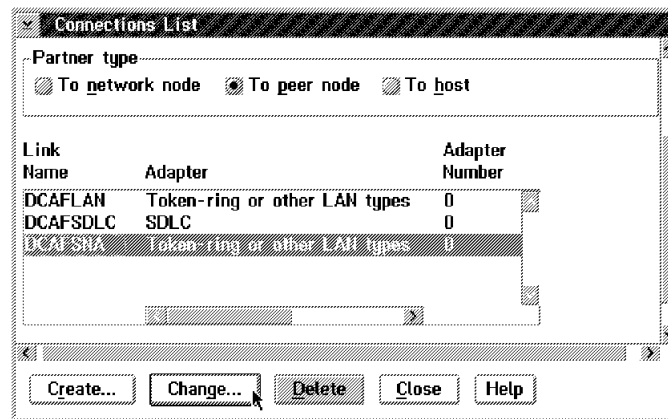 Connections List
Partner type
To network node To peer node To host
Link Adapter
Name Adapter Number
DCAFLAN Token-ring or other LAN types 0
DCAFSDLC SDLC 0
DCAFSNA Token-ring or other LAN types 0
Create... Change... Delete Close Help